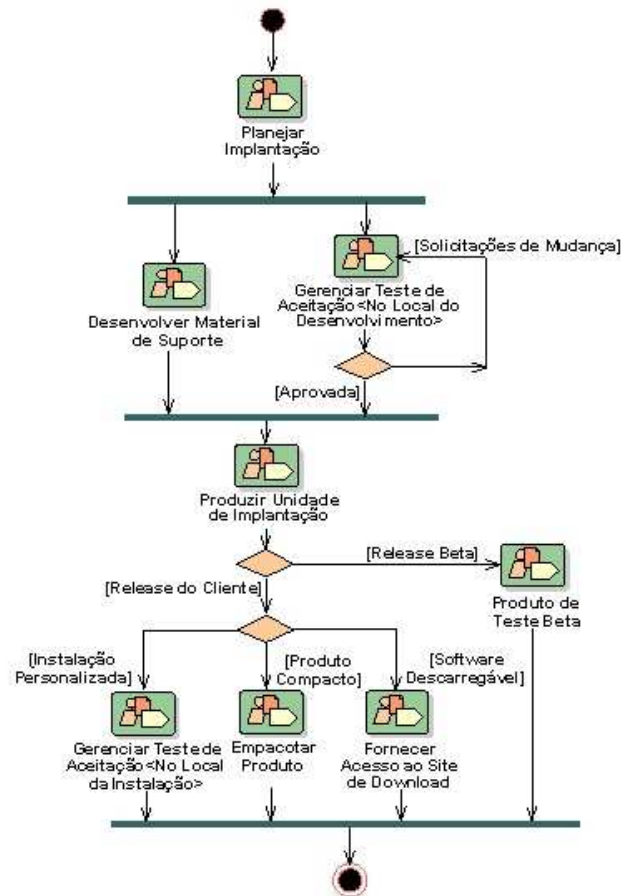 Planejar
Implantação
[Solicitações de Mudança]
Desenvolver Material
de Suporte
Gerenciar Teste de
Aceitação<No Local do
Desenvolvimento>
[Aprovada]
Produzir Unidade
de Implantação
[Release Beta]
[Release do Cliente]
Produto de
Teste Beta
[Instalação
Personalizada]
[Produto
Compacto]
[Software
Descarregável]
Gerenciar Teste de
Aceitação<No Local
da Instalação>
Empacotar
Produto
Fornecer
Acesso ao Site
de Download